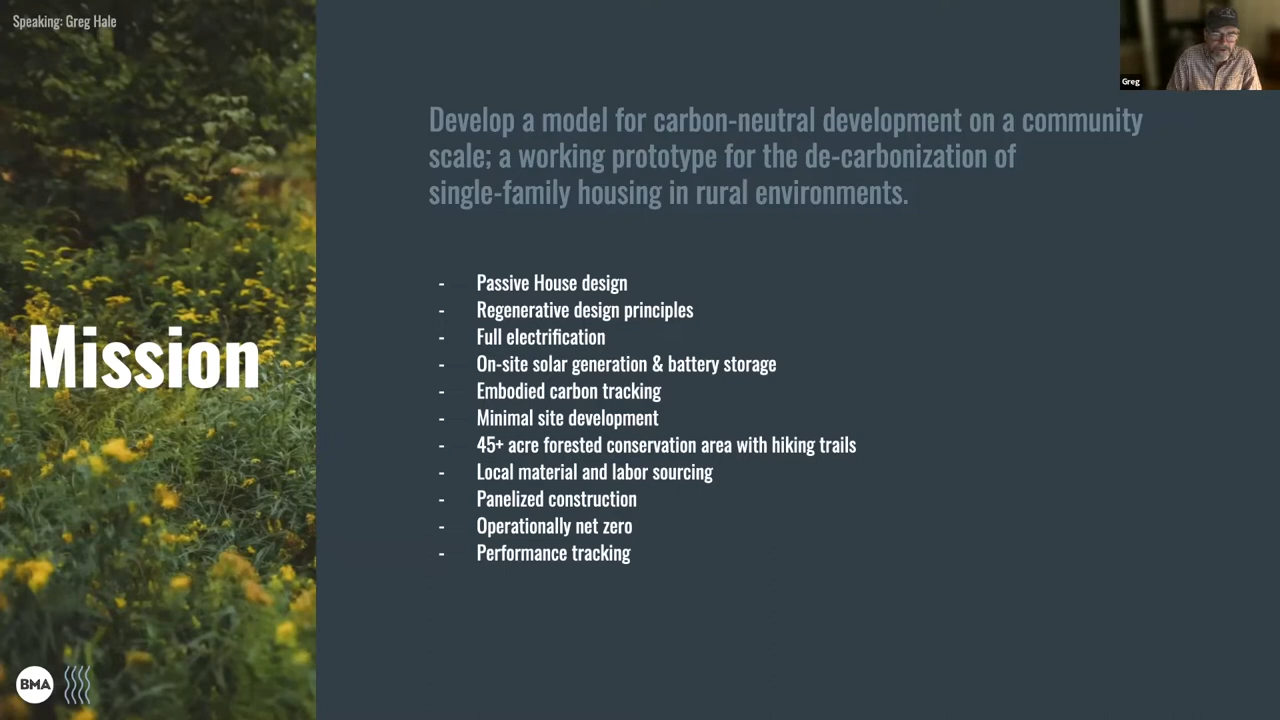 Speaking: Greg Hale
Greg
Develop a model for carbon-neutral development on a community
scale; a working prototype for the de-carbonization of
single-family housing in rural environments.
Mission
- Passive House design
- Regenerative design principles
- Full electrification
- On-site solar generation & battery storage
- Embodied carbon tracking
- Minimal site development
- 45+ acre forested conservation area with hiking trails
- Local material and labor sourcing
- Panelized construction
- Operationally net zero
- Performance tracking
BMA